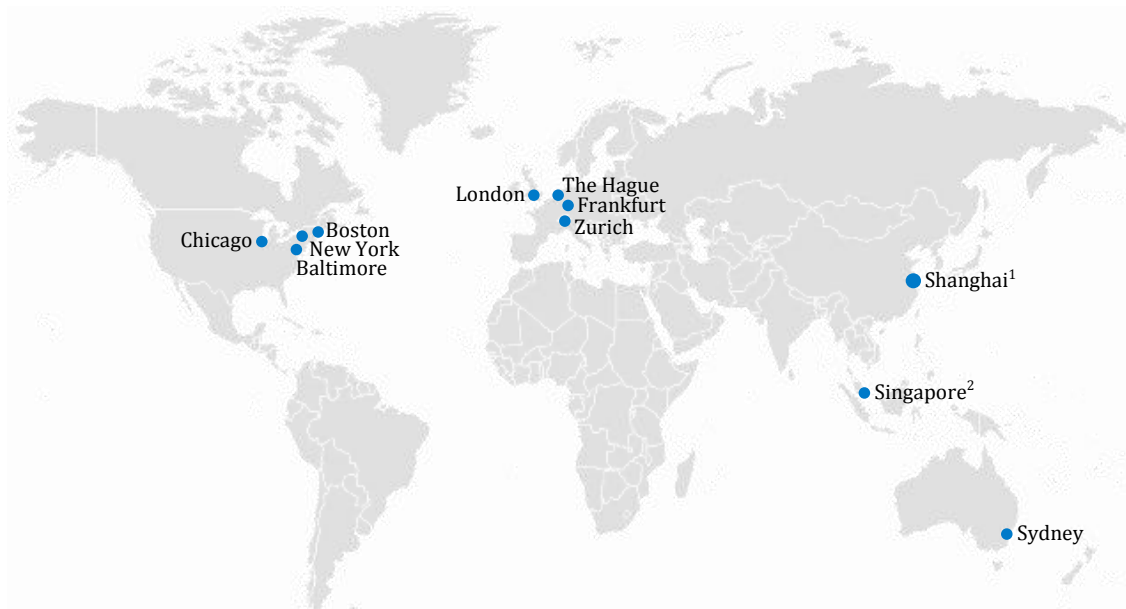 London
The Hague
Frankfurt
Zurich
Chicago
Boston
New York
Baltimore
Shanghai¹
Singapore²
Sydney